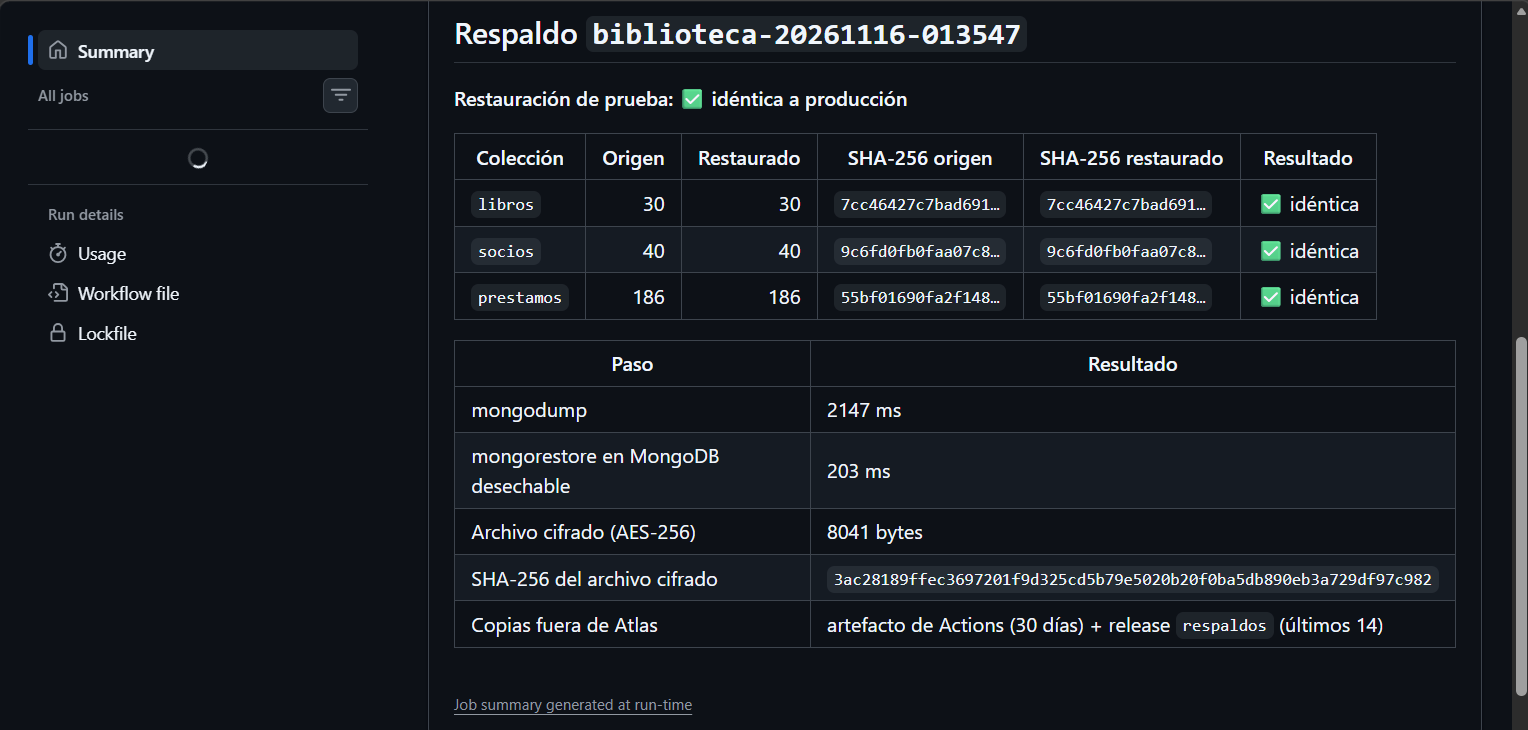 Summary
All jobs
Run details
Usage
Workflow file
Lockfile
Respaldo biblioteca-20261116-013547
Restauración de prueba: ✅ idéntica a producción
Colección Origen Restaurado SHA-256 origen SHA-256 restaurado Resultado
libros 30 30 7cc46427c7bad691… 7cc46427c7bad691… ✅ idéntica
socios 40 40 9c6fd0fb0faa07c8… 9c6fd0fb0faa07c8… ✅ idéntica
prestamos 186 186 55bf01690fa2f148… 55bf01690fa2f148… ✅ idéntica
Paso Resultado
mongodump 2147 ms
mongorestore en MongoDB
desechable 203 ms
Archivo cifrado (AES-256) 8041 bytes
SHA-256 del archivo cifrado 3ac28189ffec3697201f9d325cd5b79e5020b20f0ba5db890eb3a729df97c982
Copias fuera de Atlas artefacto de Actions (30 días) + release respaldos (últimos 14)
Job summary generated at run-time